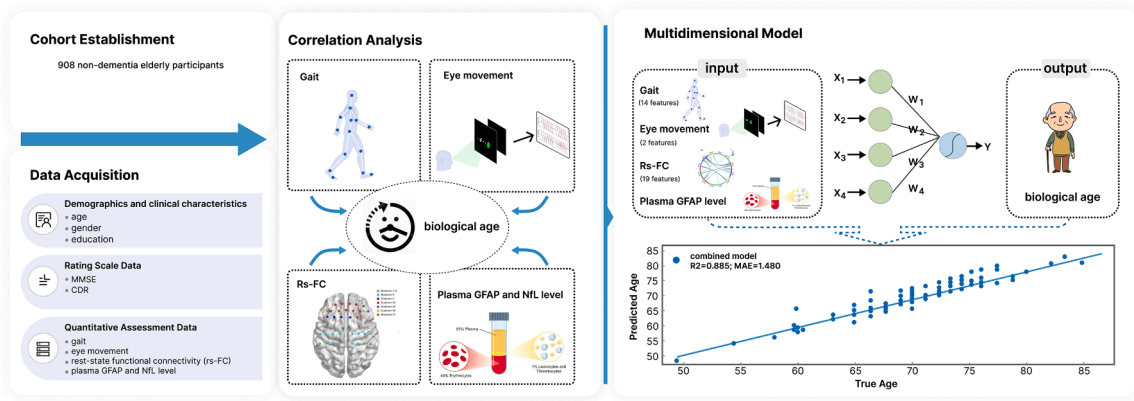 Cohort Establishment
908 non-dementia elderly participants
Data Acquisition
Demographics and clinical characteristics
age
gender
education
Rating Scale Data
MMSE
CDR
Quantitative Assessment Data
gait
eye movement
rest-state functional connectivity (rs-FC)
plasma GFAP and NfL level
Correlation Analysis
Gait
Eye movement
biological age
Rs-FC
Plasma GFAP and NfL level
55% Plasma
44% Erythrocytes
1% Leukocytes and
Thrombocytes
Multidimensional Model
input
Gait
(14 features)
Eye movement
(2 features)
Rs-FC
(19 features)
Plasma GFAP level
X1
X2
X3
X4
W1
W2
W3
W4
Y
output
biological age
combined model
R2=0.885; MAE=1.480
Predicted Age
85
80
75
70
65
60
55
50
50
55
60
65
70
75
80
85
True Age